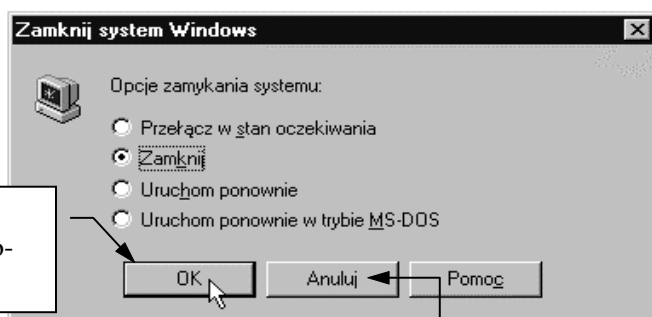 Zamknij system Windows
Opcje zamykania systemu:
Przełącz w stan oczekiwania
Zamknij
Uruchom ponownie
Uruchom ponownie w trybie MS-DOS
OK Anuluj Pomoc